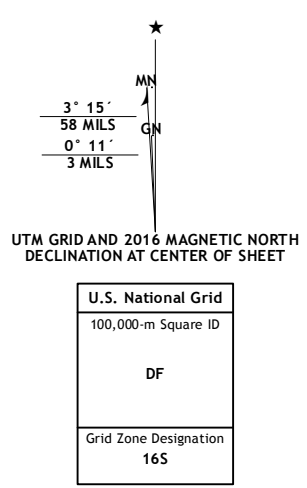 ★
MN
3° 15´
58 MILS
GN
0° 11´
3 MILS
UTM GRID AND 2016 MAGNETIC NORTH
DECLINATION AT CENTER OF SHEET
U.S. National Grid
100,000-m Square ID
DF
Grid Zone Designation
16S